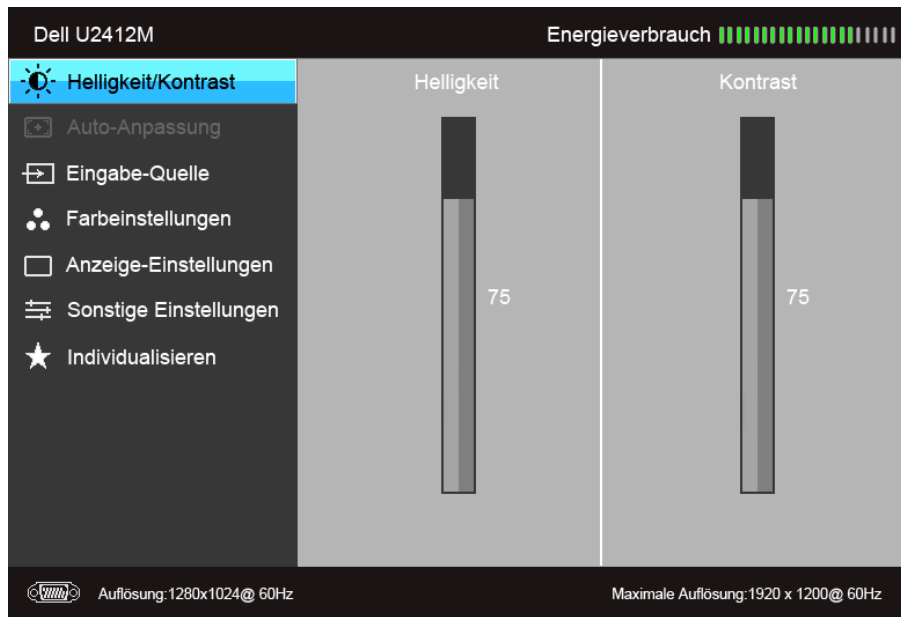 Dell U2412M
Energieverbrauch
Helligkeit/Kontrast
Auto-Anpassung
Eingabe-Quelle
Farbeinstellungen
Anzeige-Einstellungen
Sonstige Einstellungen
Individualisieren
Helligkeit
75
Kontrast
75
Auflösung:1280x1024@ 60Hz
Maximale Auflösung:1920 x 1200@ 60Hz